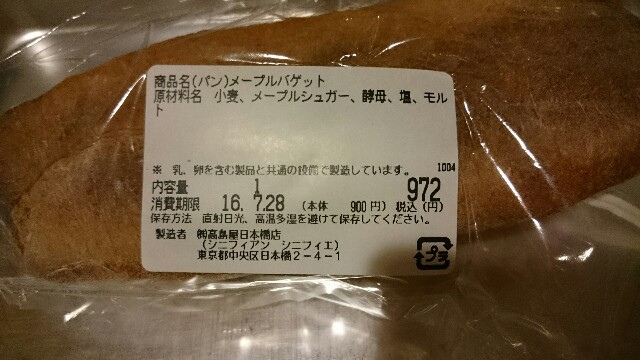 商品名(パン)メープルバゲット
原材料名 小麦、メープルシュガー、酵母、塩、モル
ト
※ 乳、卵を含む製品と共通の設備で製造しています。 1004
内容量 1 972
消費期限 16. 7.28 (本体 900円) 税込(円)
保存方法 直射日光、高温多湿を避けて保存してください。
製造者 ㈱高島屋日本橋店
(シニフィアン シニフィエ)
東京都中央区日本橋2-4-1
プラ